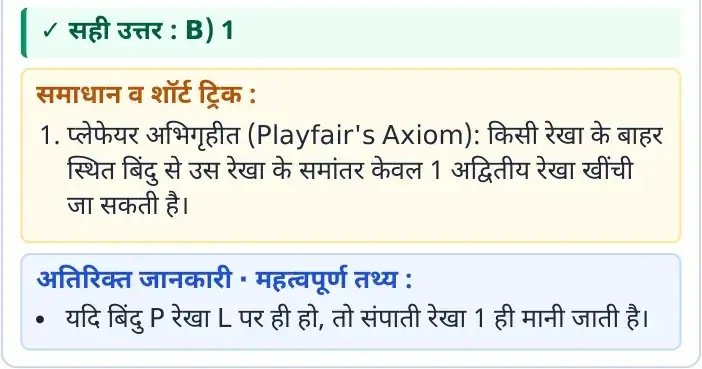 ✓ सही उत्तर : B) 1
समाधान व शॉर्ट ट्रिक :
1. प्लेफेयर अभिगृहीत (Playfair's Axiom): किसी रेखा के बाहर
स्थित बिंदु से उस रेखा के समांतर केवल 1 अद्वितीय रेखा खींची
जा सकती है।
अतिरिक्त जानकारी · महत्वपूर्ण तथ्य :
• यदि बिंदु P रेखा L पर ही हो, तो संपाती रेखा 1 ही मानी जाती है।